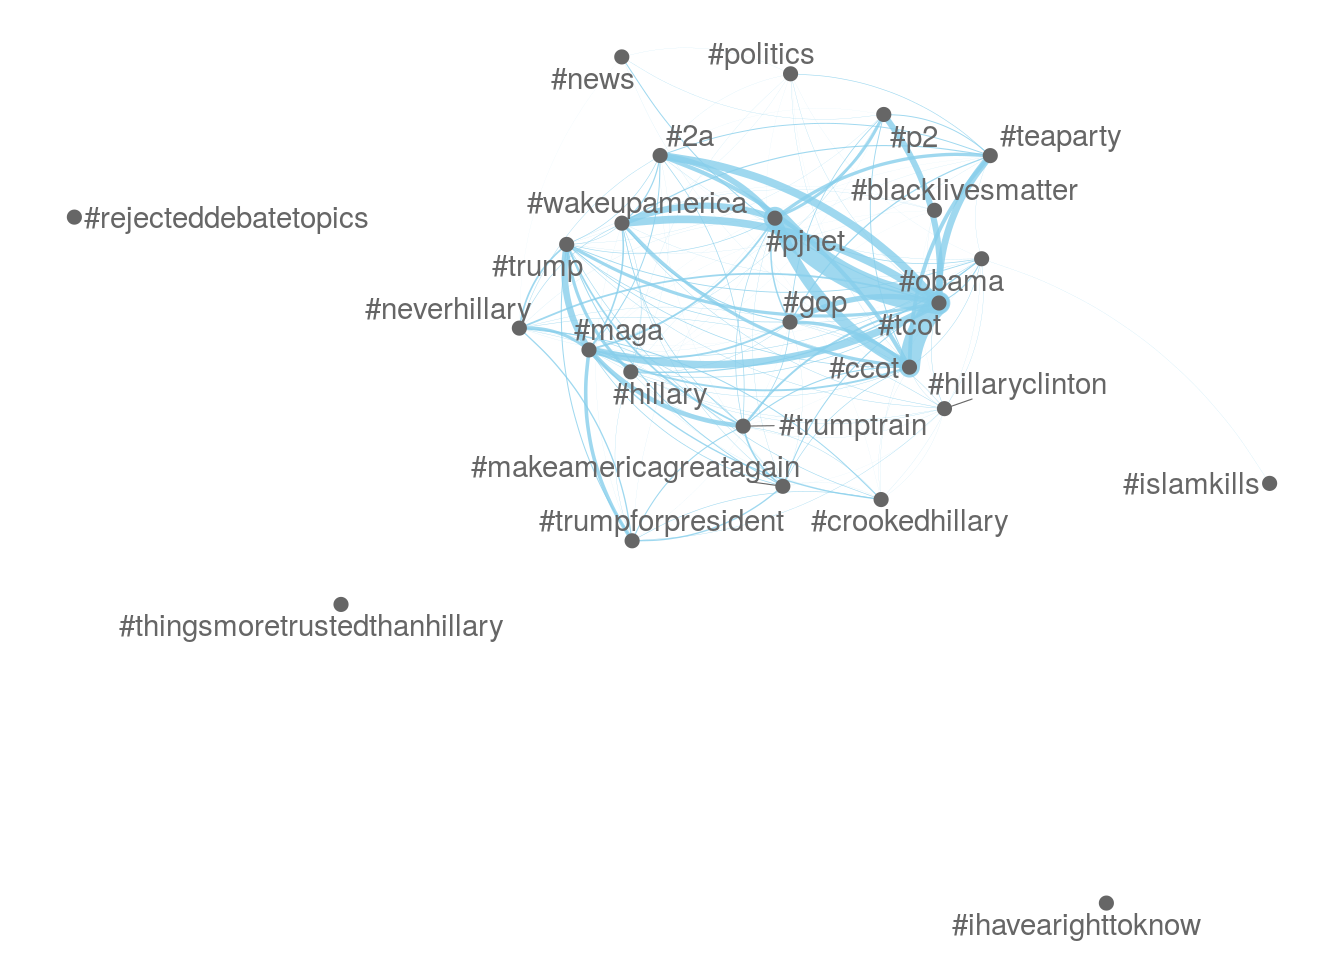 #politics
#news
#2a
#p2
#teaparty
#blacklivesmatter
#wakeupamerica
#rejecteddebatetopics
#pjnet
#trump
#obama
#gop
#neverhillary
#tcot
#maga
#ccot
#hillaryclinton
#hillary
#trumptrain
#makeamericagreatagain
#islamkills
#trumpforpresident
#crookedhillary
#thingsmoretrustedthanhillary
#ihavearighttoknow